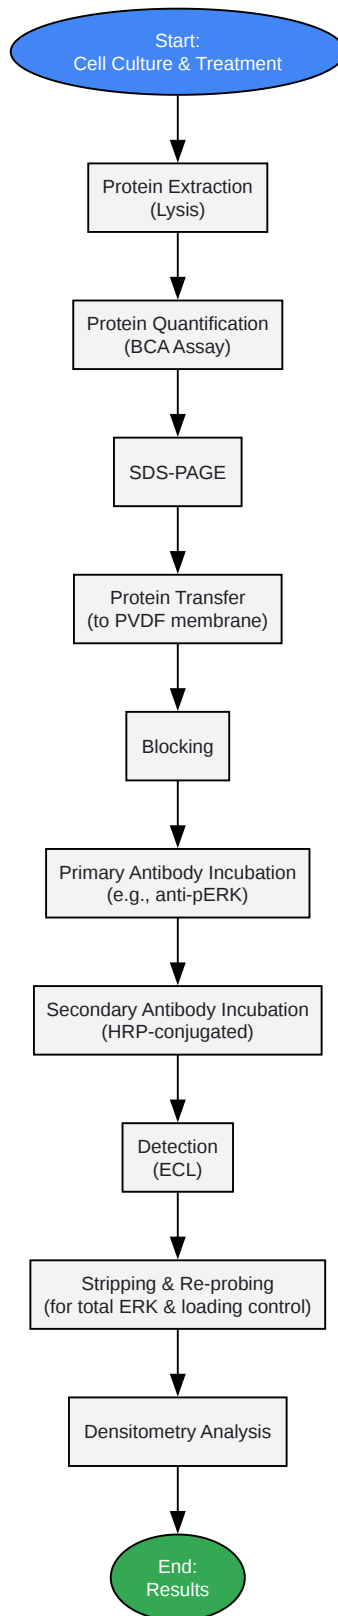 Start:
Cell Culture & Treatment
Protein Extraction
(Lysis)
Protein Quantification
(BCA Assay)
SDS-PAGE
Protein Transfer
(to PVDF membrane)
Blocking
Primary Antibody Incubation
(e.g., anti-pERK)
Secondary Antibody Incubation
(HRP-conjugated)
Detection
(ECL)
Stripping & Re-probing
(for total ERK & loading control)
Densitometry Analysis
End:
Results